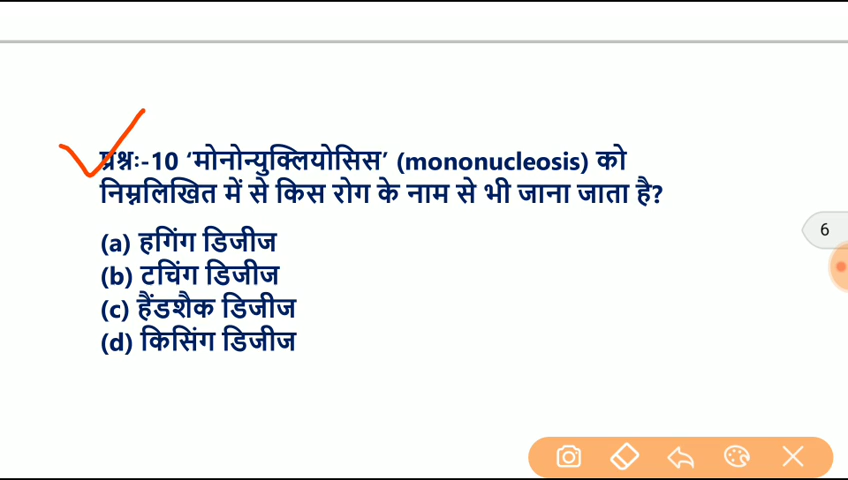 प्रश्नः-10 ‘मोनोन्युक्लियोसिस’ (mononucleosis) को
निम्नलिखित में से किस रोग के नाम से भी जाना जाता है?
(a) हगिंग डिजीज
(b) टचिंग डिजीज
(c) हैंडशैक डिजीज
(d) किसिंग डिजीज
6